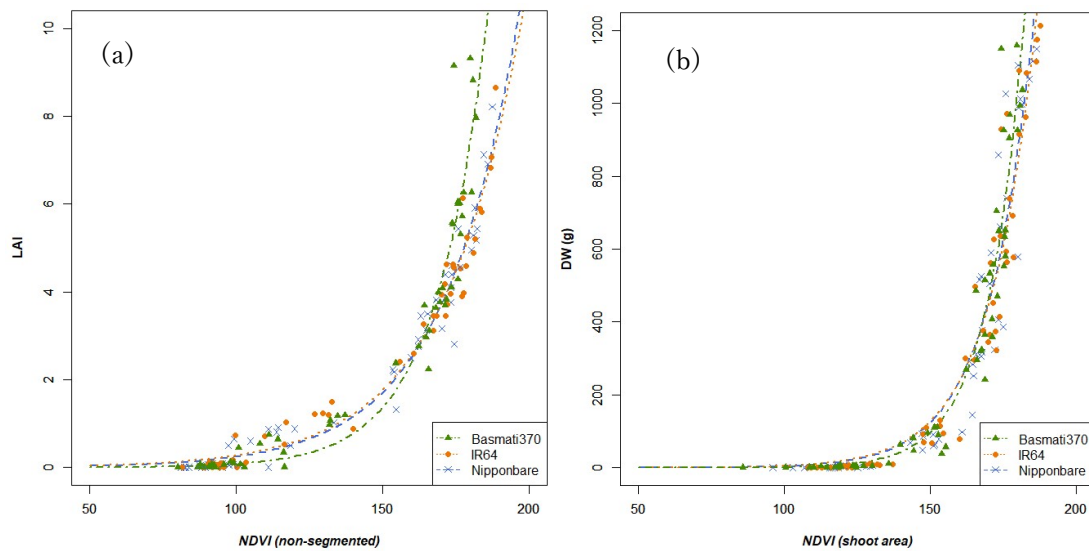 (a)
LAI
10
8
6
4
2
0
50 100 150 200
NDVI (non-segmented)
Basmati370
IR64
Nipponbare
(b)
DW (g)
1200
1000
800
600
400
200
0
50 100 150 200
NDVI (shoot area)
Basmati370
IR64
Nipponbare